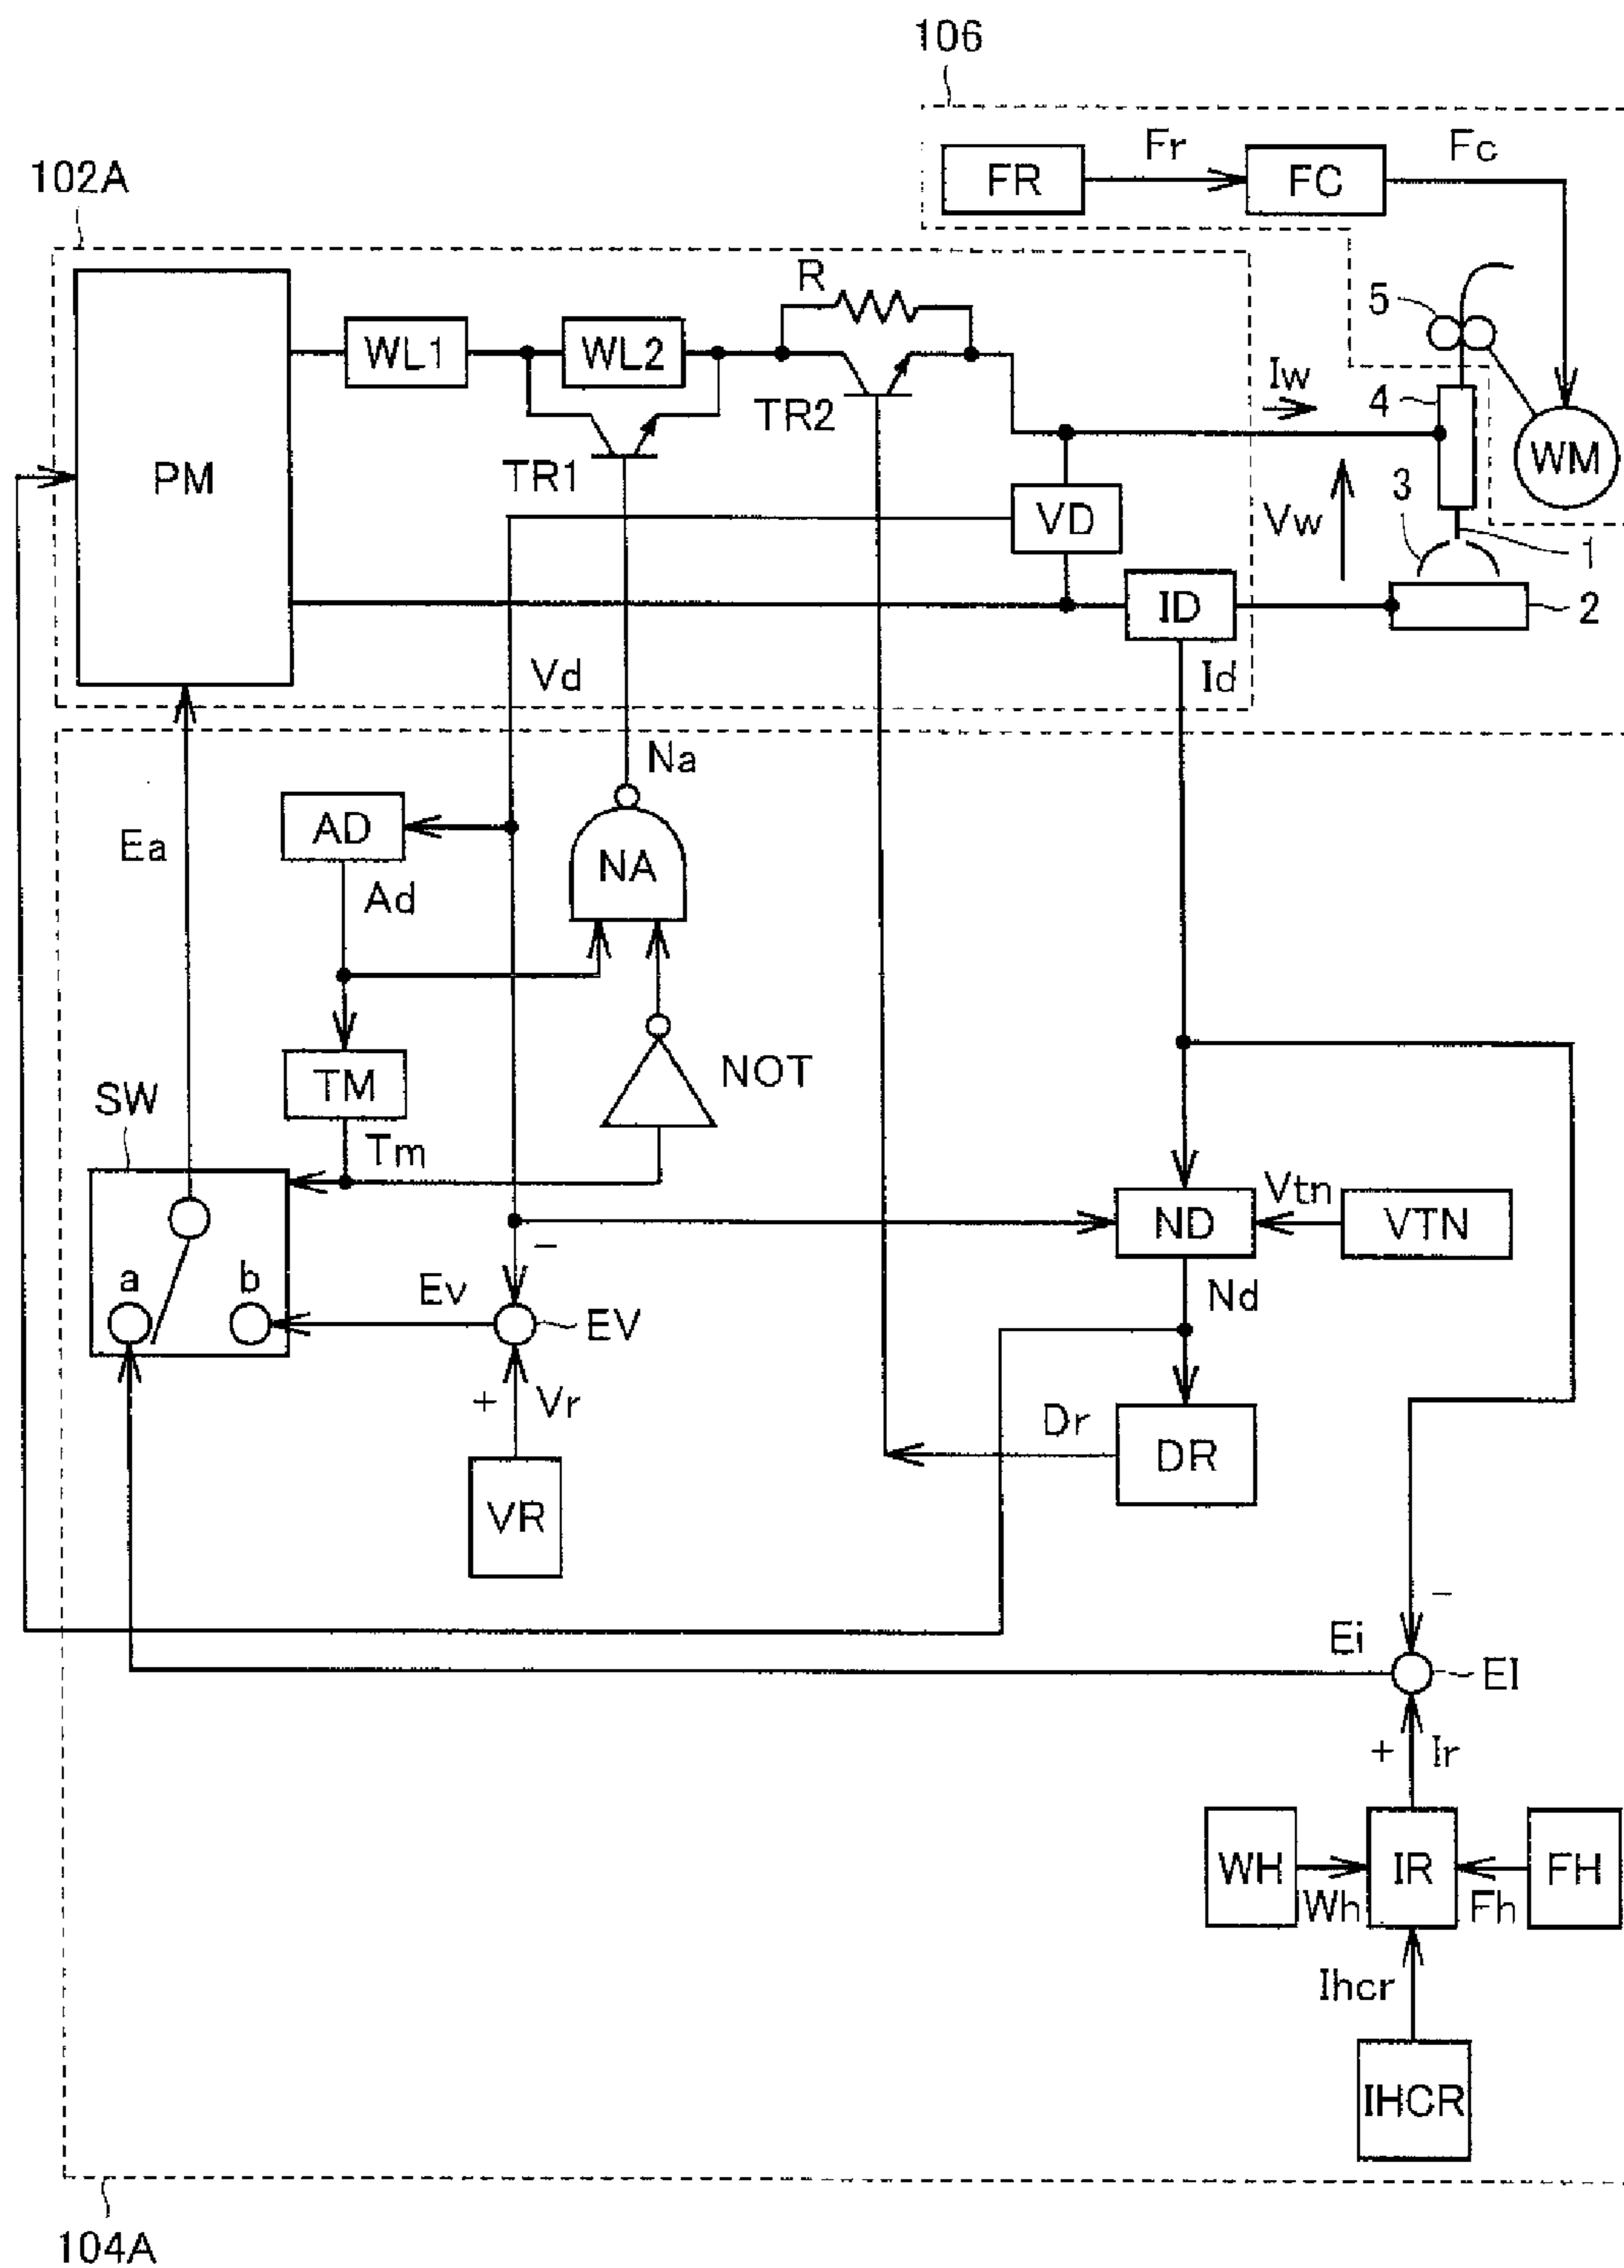 106
FR
Fr
FC
Fc
102A
PM
WL1
WL2
R
TR1
TR2
Iw
5
4
WM
3
1
VD
Vw
ID
2
Vd
Id
Na
AD
NA
Ea
Ad
TM
NOT
SW
Tm
a
b
Ev
−
EV
+
Vr
VR
ND
Vtn
VTN
Nd
Dr
DR
−
Ei
EI
+
Ir
WH
Wh
IR
Fh
FH
Ihcr
IHCR
104A